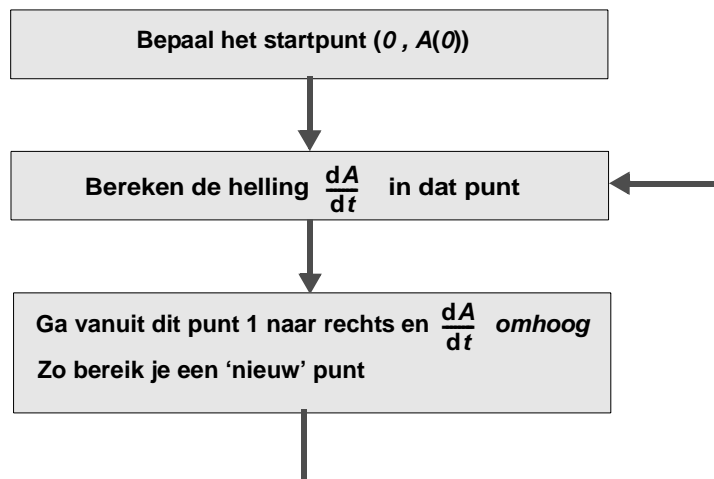 Bepaal het startpunt (0 , A(0))
Bereken de helling dA/dt in dat punt
Ga vanuit dit punt 1 naar rechts en dA/dt omhoog
Zo bereik je een ‘nieuw’ punt